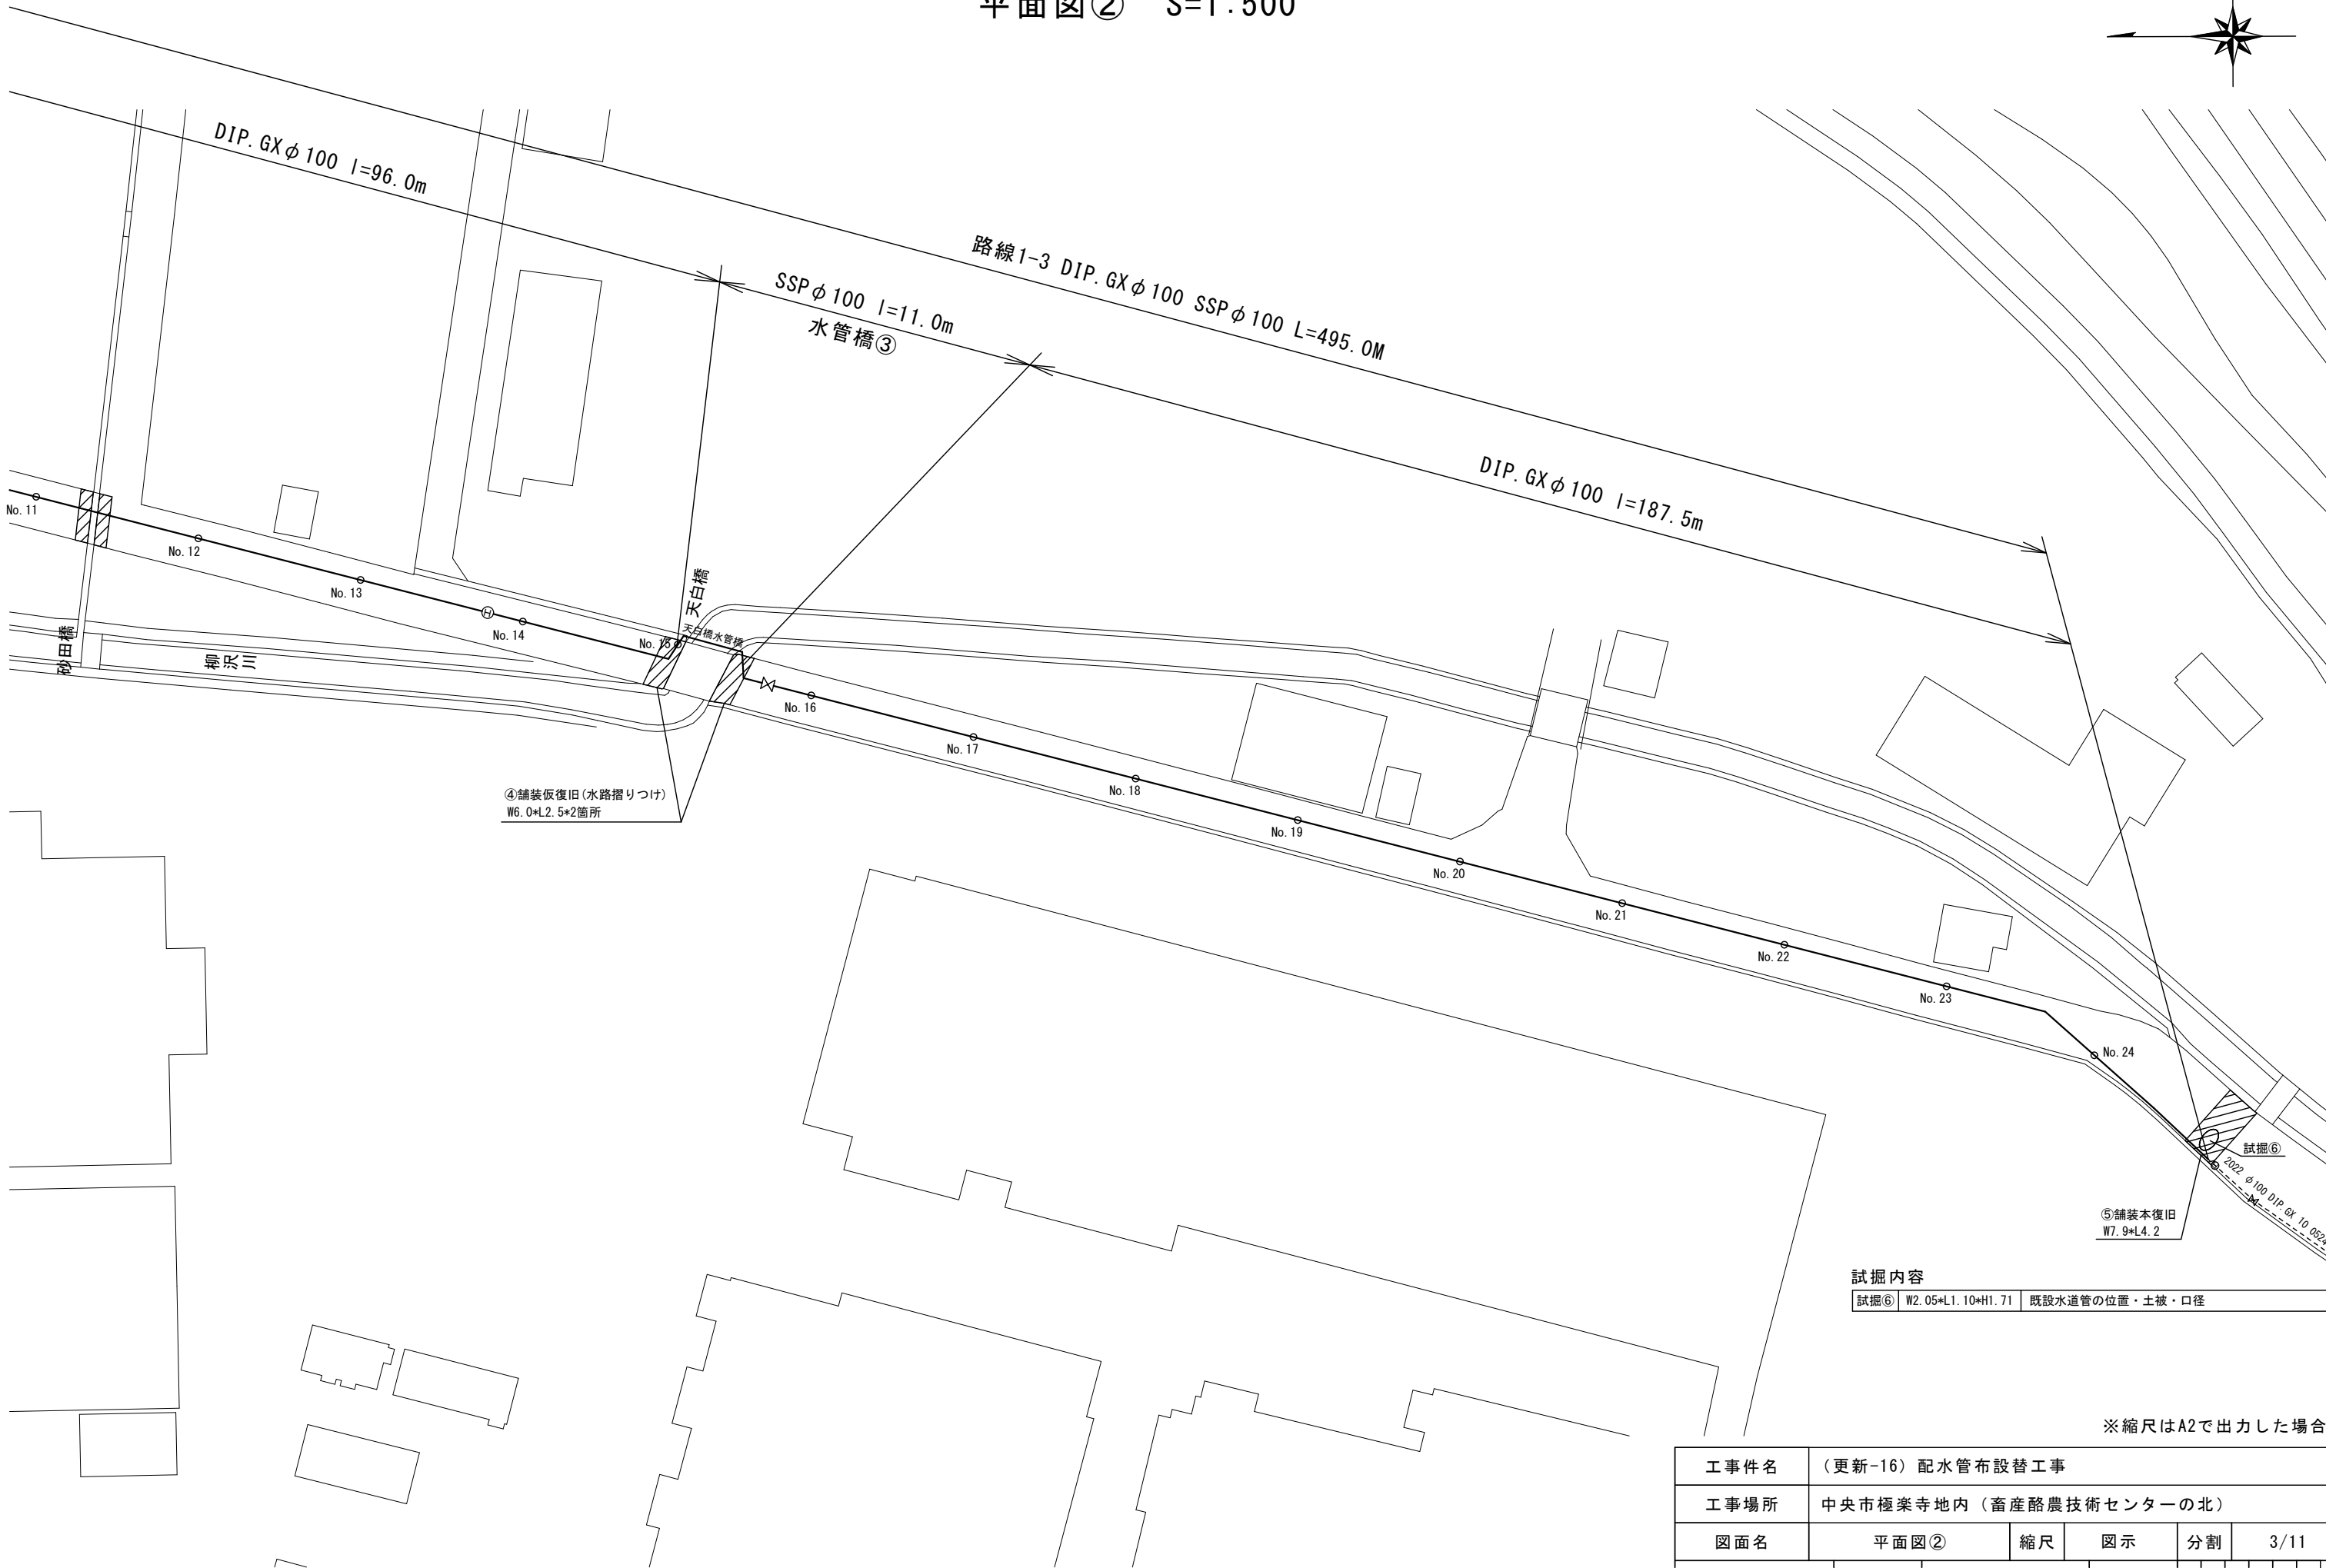 平面図② S=1:500
DIP.GXφ100 l=96.0m
SSPφ100 l=11.0m
水管橋③
路線1-3 DIP.GXφ100 SSPφ100 L=495.0M
DIP.GXφ100 l=187.5m
No.11
No.12
No.13
H
No.14
No.15
天白橋
天白橋水管橋
砂田橋
柳沢川
No.16
No.17
No.18
No.19
No.20
No.21
No.22
No.23
No.24
④舗装仮復旧(水路摺りつけ)
W6.0*L2.5*2箇所
試掘⑥
2022 φ100 DIP.GX 10 0524
⑤舗装本復旧
W7.9*L4.2
試掘内容
試掘⑥ W2.05*L1.10*H1.71 既設水道管の位置・土被・口径
※縮尺はA2で出力した場合
工事件名 (更新-16)配水管布設替工事
工事場所 中央市極楽寺地内(畜産酪農技術センターの北)
図面名 平面図② 縮尺 図示 分割 3/11